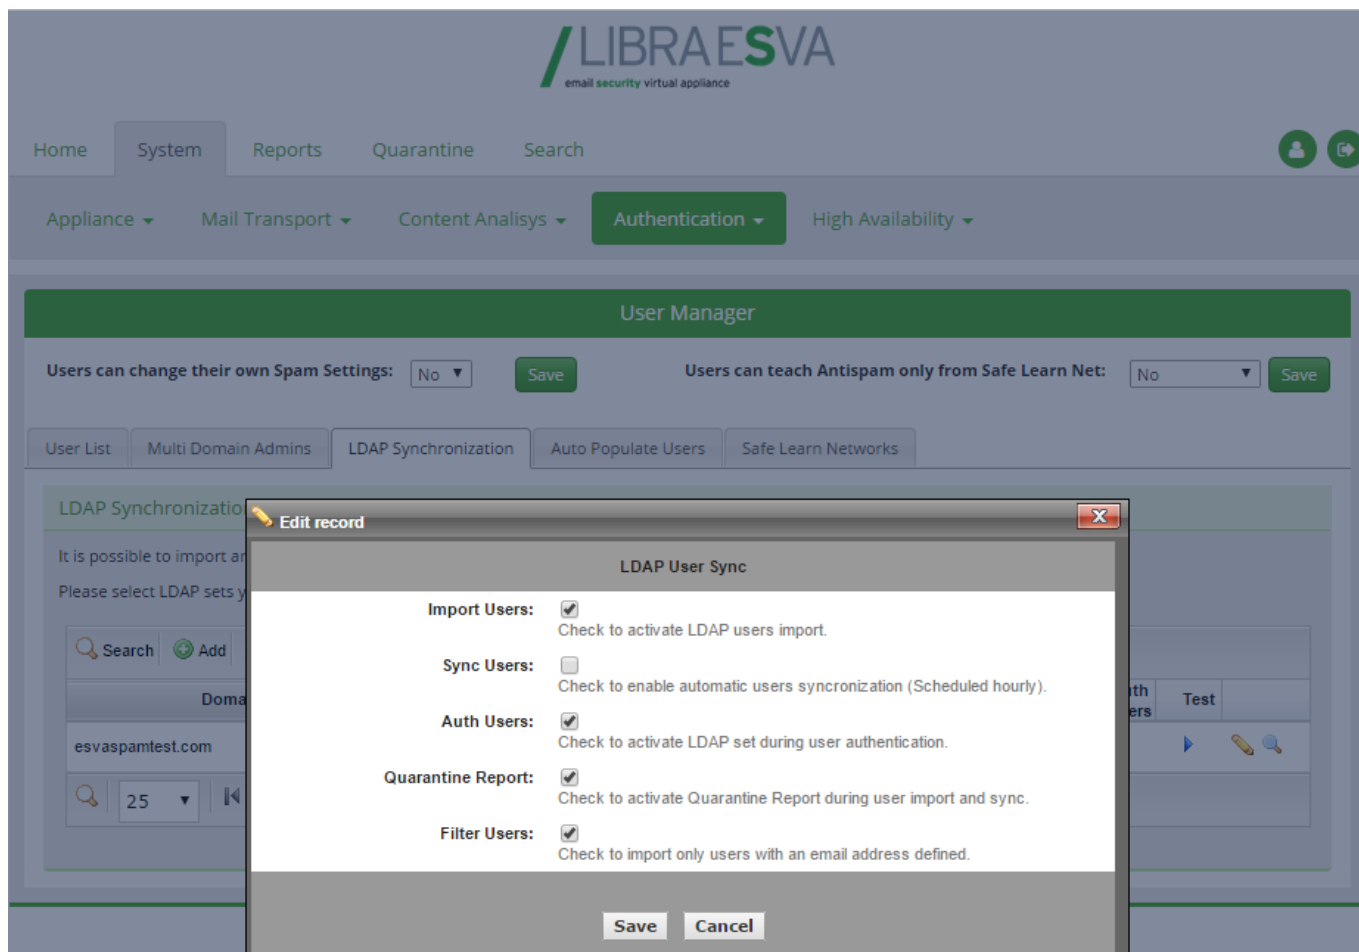 LIBRAESVA
email security virtual appliance
Home System Reports Quarantine Search
Appliance Mail Transport Content Analisys Authentication High Availability
User Manager
Users can change their own Spam Settings: No Save Users can teach Antispam only from Safe Learn Net: No Save
User List Multi Domain Admins LDAP Synchronization Auto Populate Users Safe Learn Networks
LDAP Synchronization
Edit record X
It is possible to import an
LDAP User Sync
Please select LDAP sets y
Import Users:
Check to activate LDAP users import.
Search Add
Sync Users:
Check to enable automatic users syncronization (Scheduled hourly).
Doma
Test
Auth Users:
Check to activate LDAP set during user authentication.
esvaspamtest.com
Quarantine Report:
Check to activate Quarantine Report during user import and sync.
25
Filter Users:
Check to import only users with an email address defined.
Save Cancel